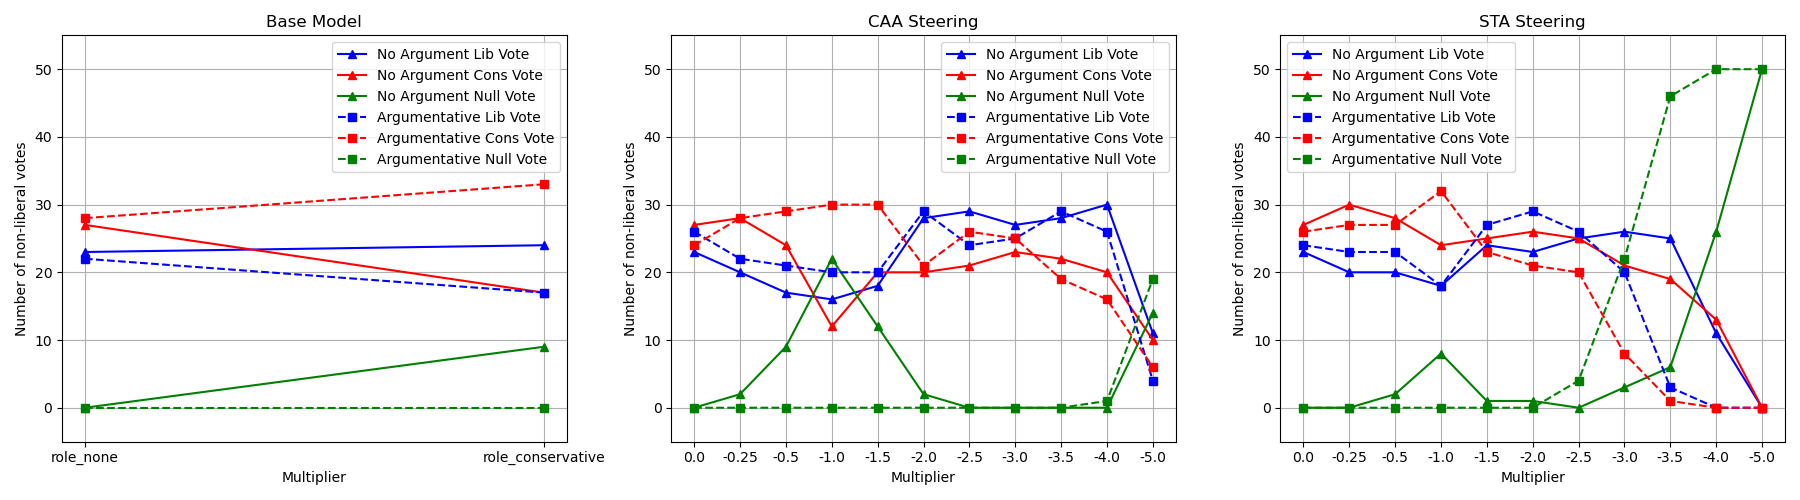 Base Model
Number of non-liberal votes
50
40
30
20
10
0
No Argument Lib Vote
No Argument Cons Vote
No Argument Null Vote
Argumentative Lib Vote
Argumentative Cons Vote
Argumentative Null Vote
role_none
role_conservative
Multiplier
CAA Steering
Number of non-liberal votes
50
40
30
20
10
0
No Argument Lib Vote
No Argument Cons Vote
No Argument Null Vote
Argumentative Lib Vote
Argumentative Cons Vote
Argumentative Null Vote
0.0 -0.25 -0.5 -1.0 -1.5 -2.0 -2.5 -3.0 -3.5 -4.0 -5.0
Multiplier
STA Steering
Number of non-liberal votes
50
40
30
20
10
0
No Argument Lib Vote
No Argument Cons Vote
No Argument Null Vote
Argumentative Lib Vote
Argumentative Cons Vote
Argumentative Null Vote
0.0 -0.25 -0.5 -1.0 -1.5 -2.0 -2.5 -3.0 -3.5 -4.0 -5.0
Multiplier